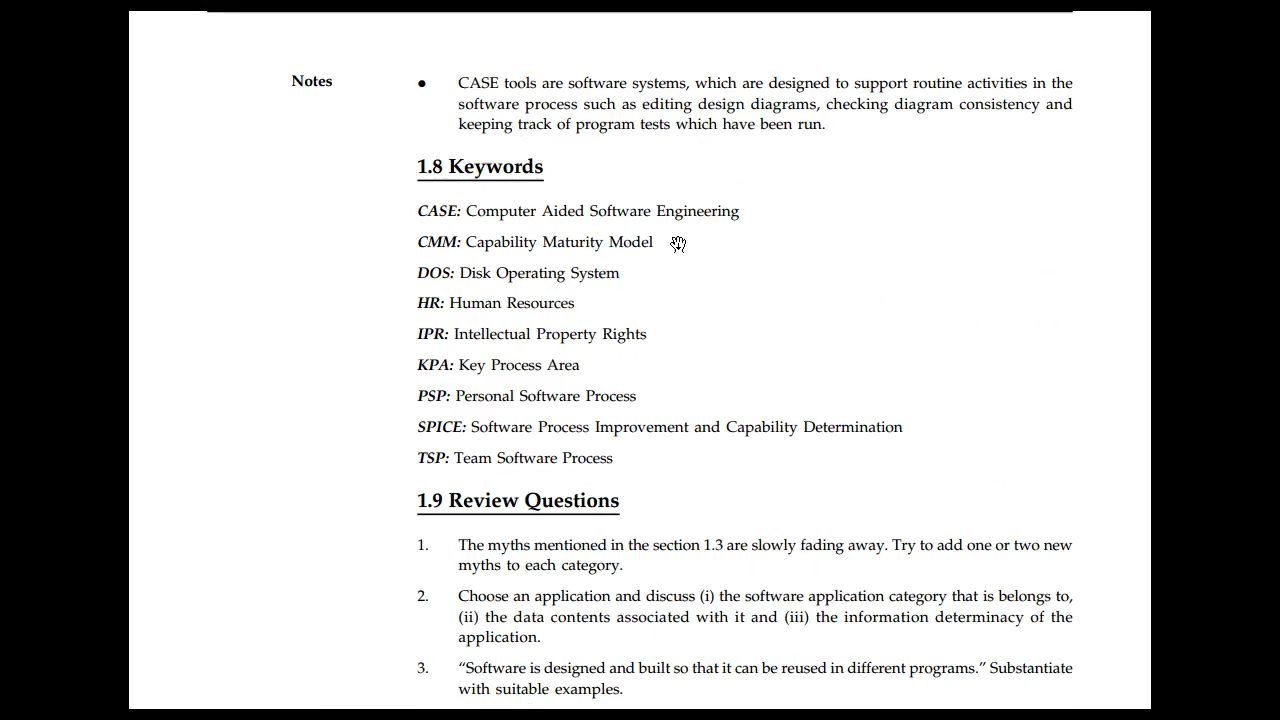 Notes
● CASE tools are software systems, which are designed to support routine activities in the
software process such as editing design diagrams, checking diagram consistency and
keeping track of program tests which have been run.
1.8 Keywords
CASE: Computer Aided Software Engineering
CMM: Capability Maturity Model
DOS: Disk Operating System
HR: Human Resources
IPR: Intellectual Property Rights
KPA: Key Process Area
PSP: Personal Software Process
SPICE: Software Process Improvement and Capability Determination
TSP: Team Software Process
1.9 Review Questions
1. The myths mentioned in the section 1.3 are slowly fading away. Try to add one or two new
myths to each category.
2. Choose an application and discuss (i) the software application category that is belongs to,
(ii) the data contents associated with it and (iii) the information determinacy of the
application.
3. “Software is designed and built so that it can be reused in different programs.” Substantiate
with suitable examples.